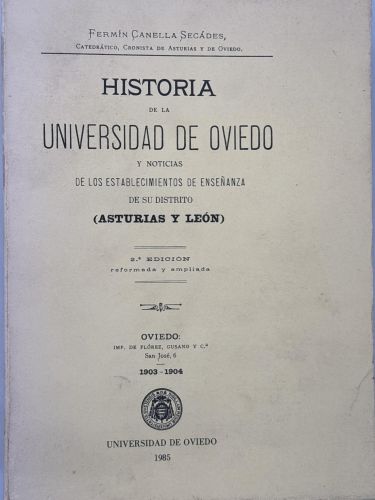 Fermín Canella Secádes,
Catedrático, Cronista de Asturias y de Oviedo.
HISTORIA
DE LA
UNIVERSIDAD DE OVIEDO
Y NOTICIAS
DE LOS ESTABLECIMIENTOS DE ENSEÑANZA
DE SU DISTRITO
(ASTURIAS Y LEÓN)
2.ª EDICIÓN
reformada y ampliada
OVIEDO:
IMP. DE FLÓREZ, GUSANO Y C.ª
San José, 6
1903-1904
UNIVERSIDAD DE OVIEDO
1985